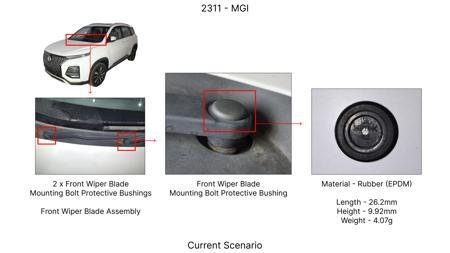 2311 - MGI
2 x Front Wiper Blade
Mounting Bolt Protective Bushings
Front Wiper Blade Assembly
Front Wiper Blade
Mounting Bolt Protective Bushing
Material - Rubber (EPDM)
Length - 26.2mm
Height - 9.92mm
Weight - 4.07g
Current Scenario